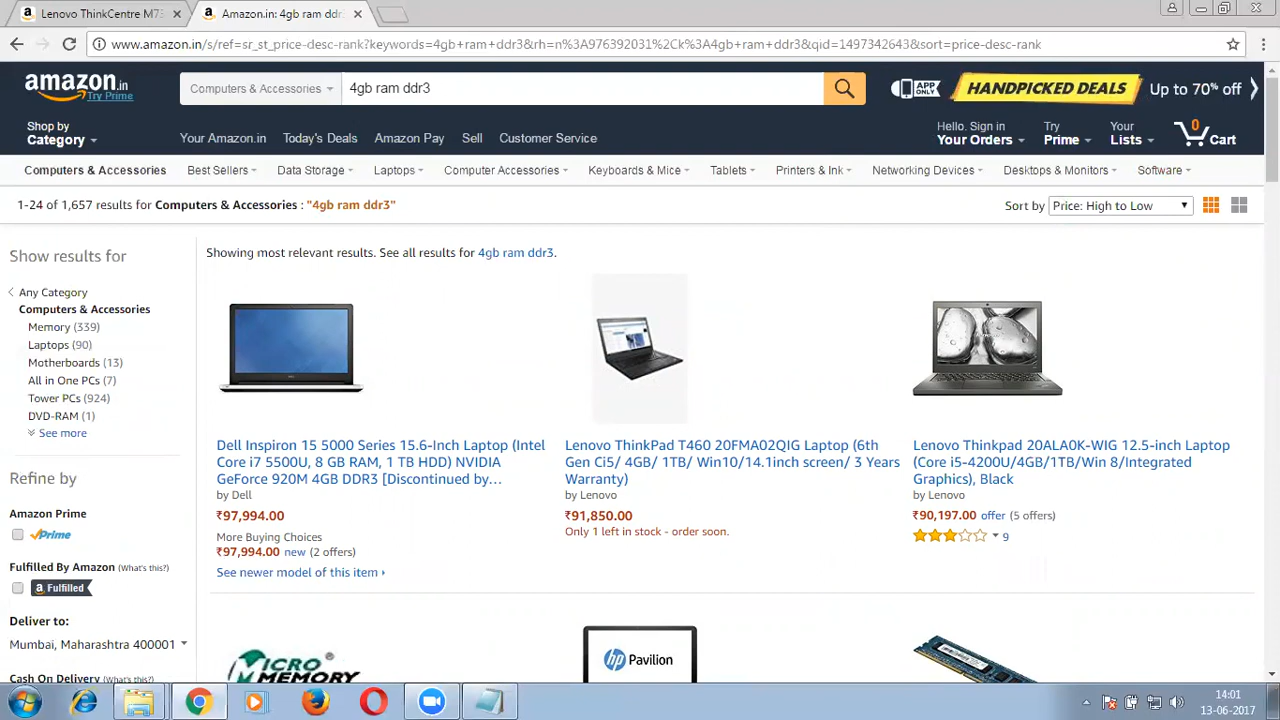 Lenovo ThinkCentre M73
Amazon.in: 4gb ram ddr
www.amazon.in/s/ref=sr_st_price-desc-rank?keywords=4gb+ram+ddr3&rh=n%3A976392031%2Ck%3A4gb+ram+ddr3&qid=1497342643&sort=price-desc-rank
amazon.in
Try Prime
Computers & Accessories
4gb ram ddr3
APP ONLY
HANDPICKED DEALS
Up to 70% off
Shop by
Category
Your Amazon.in
Today's Deals
Amazon Pay
Sell
Customer Service
Hello. Sign in
Your Orders
Try
Prime
Your
Lists
0
Cart
Computers & Accessories
Best Sellers
Data Storage
Laptops
Computer Accessories
Keyboards & Mice
Tablets
Printers & Ink
Networking Devices
Desktops & Monitors
Software
1-24 of 1,657 results for Computers & Accessories : "4gb ram ddr3"
Sort by
Price: High to Low
Show results for
Any Category
Computers & Accessories
Memory (339)
Laptops (90)
Motherboards (13)
All in One PCs (7)
Tower PCs (924)
DVD-RAM (1)
See more
Refine by
Amazon Prime
Prime
Fulfilled By Amazon (What's this?)
a Fulfilled
Deliver to:
Mumbai, Maharashtra 400001
Cash On Delivery (What's this?)
Showing most relevant results. See all results for 4gb ram ddr3.
Dell Inspiron 15 5000 Series 15.6-Inch Laptop (Intel
Core i7 5500U, 8 GB RAM, 1 TB HDD) NVIDIA
GeForce 920M 4GB DDR3 [Discontinued by...
by Dell
₹97,994.00
More Buying Choices
₹97,994.00 new (2 offers)
See newer model of this item
Lenovo ThinkPad T460 20FMA02QIG Laptop (6th
Gen Ci5/ 4GB/ 1TB/ Win10/14.1inch screen/ 3 Years
Warranty)
by Lenovo
₹91,850.00
Only 1 left in stock - order soon.
Lenovo Thinkpad 20ALA0K-WIG 12.5-inch Laptop
(Core i5-4200U/4GB/1TB/Win 8/Integrated
Graphics), Black
by Lenovo
₹90,197.00 offer (5 offers)
9
MICRO
MEMORY
hp Pavilion
14:01
13-06-2017